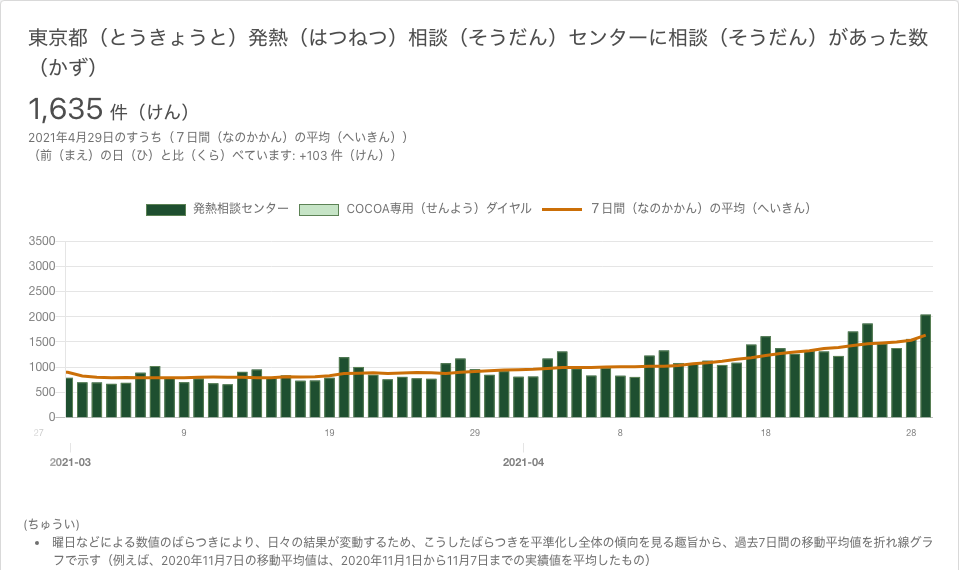 東京都（とうきょうと）発熱（はつねつ）相談（そうだん）センターに相談（そうだん）があった数
（かず）
1,635 件（けん）
2021年4月29日のすうち（７日間（なのかかん）の平均（へいきん））
（前（まえ）の日（ひ）と比（くら）べています: +103 件（けん））
発熱相談センター COCOA専用（せんよう）ダイヤル ７日間（なのかかん）の平均（へいきん）
3500
3000
2500
2000
1500
1000
500
0
27 9 19 29 8 18 28
2021-03 2021-04
(ちゅうい)
• 曜日などによる数値のばらつきにより、日々の結果が変動するため、こうしたばらつきを平準化し全体の傾向を見る趣旨から、過去7日間の移動平均値を折れ線グラ
フで示す（例えば、2020年11月7日の移動平均値は、2020年11月1日から11月7日までの実績値を平均したもの）